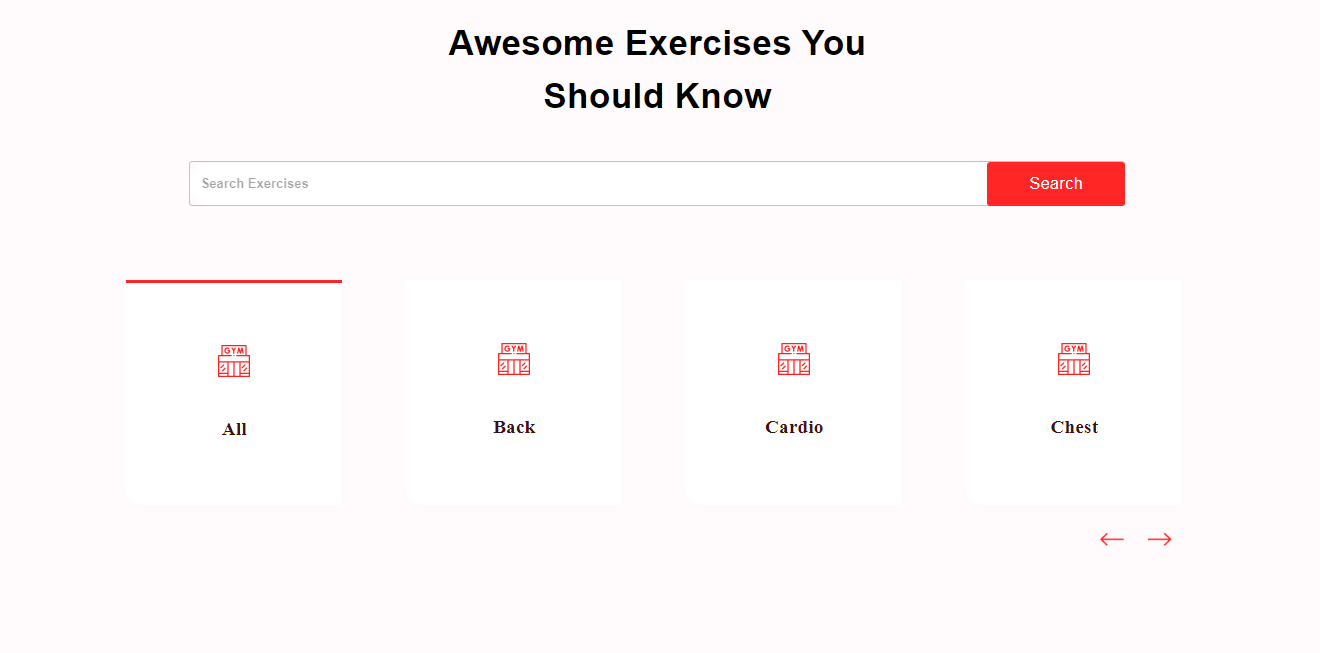 Awesome Exercises You
Should Know
Search Exercises
Search
GYM
GYM
GYM
GYM
All
Back
Cardio
Chest